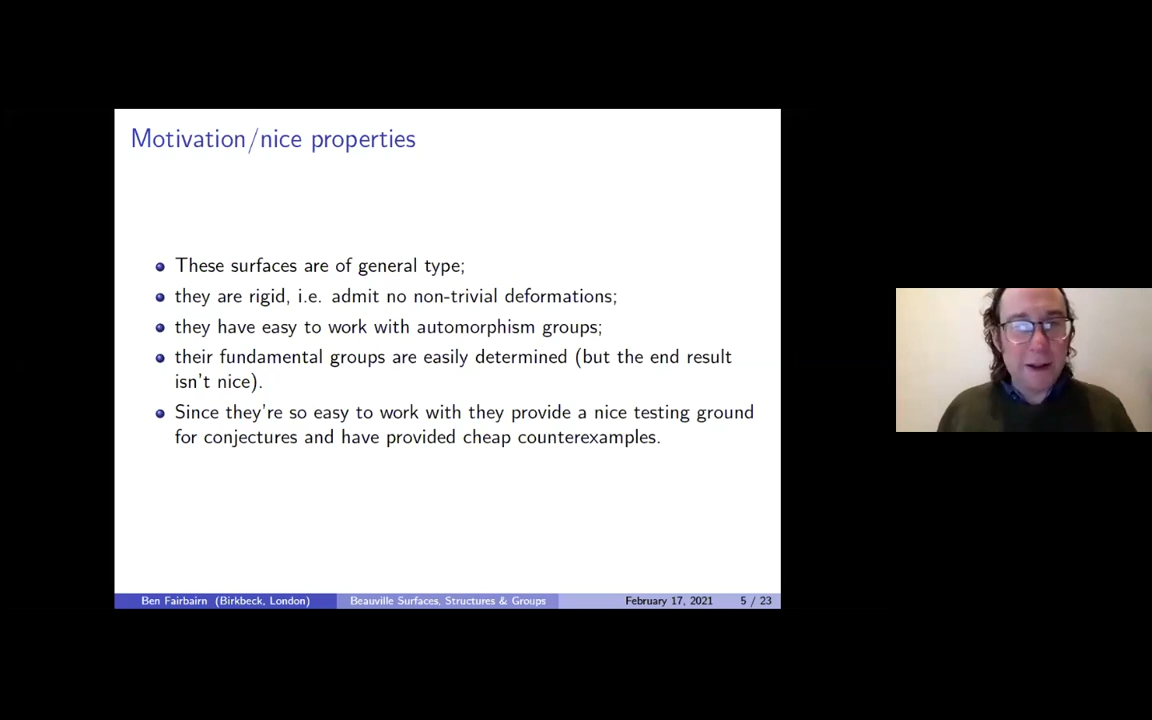 Motivation/nice properties
These surfaces are of general type;
they are rigid, i.e. admit no non-trivial deformations;
they have easy to work with automorphism groups;
their fundamental groups are easily determined (but the end result
isn't nice).
Since they're so easy to work with they provide a nice testing ground
for conjectures and have provided cheap counterexamples.
Ben Fairbairn (Birkbeck, London) Beauville Surfaces, Structures & Groups February 17, 2021 5 / 23